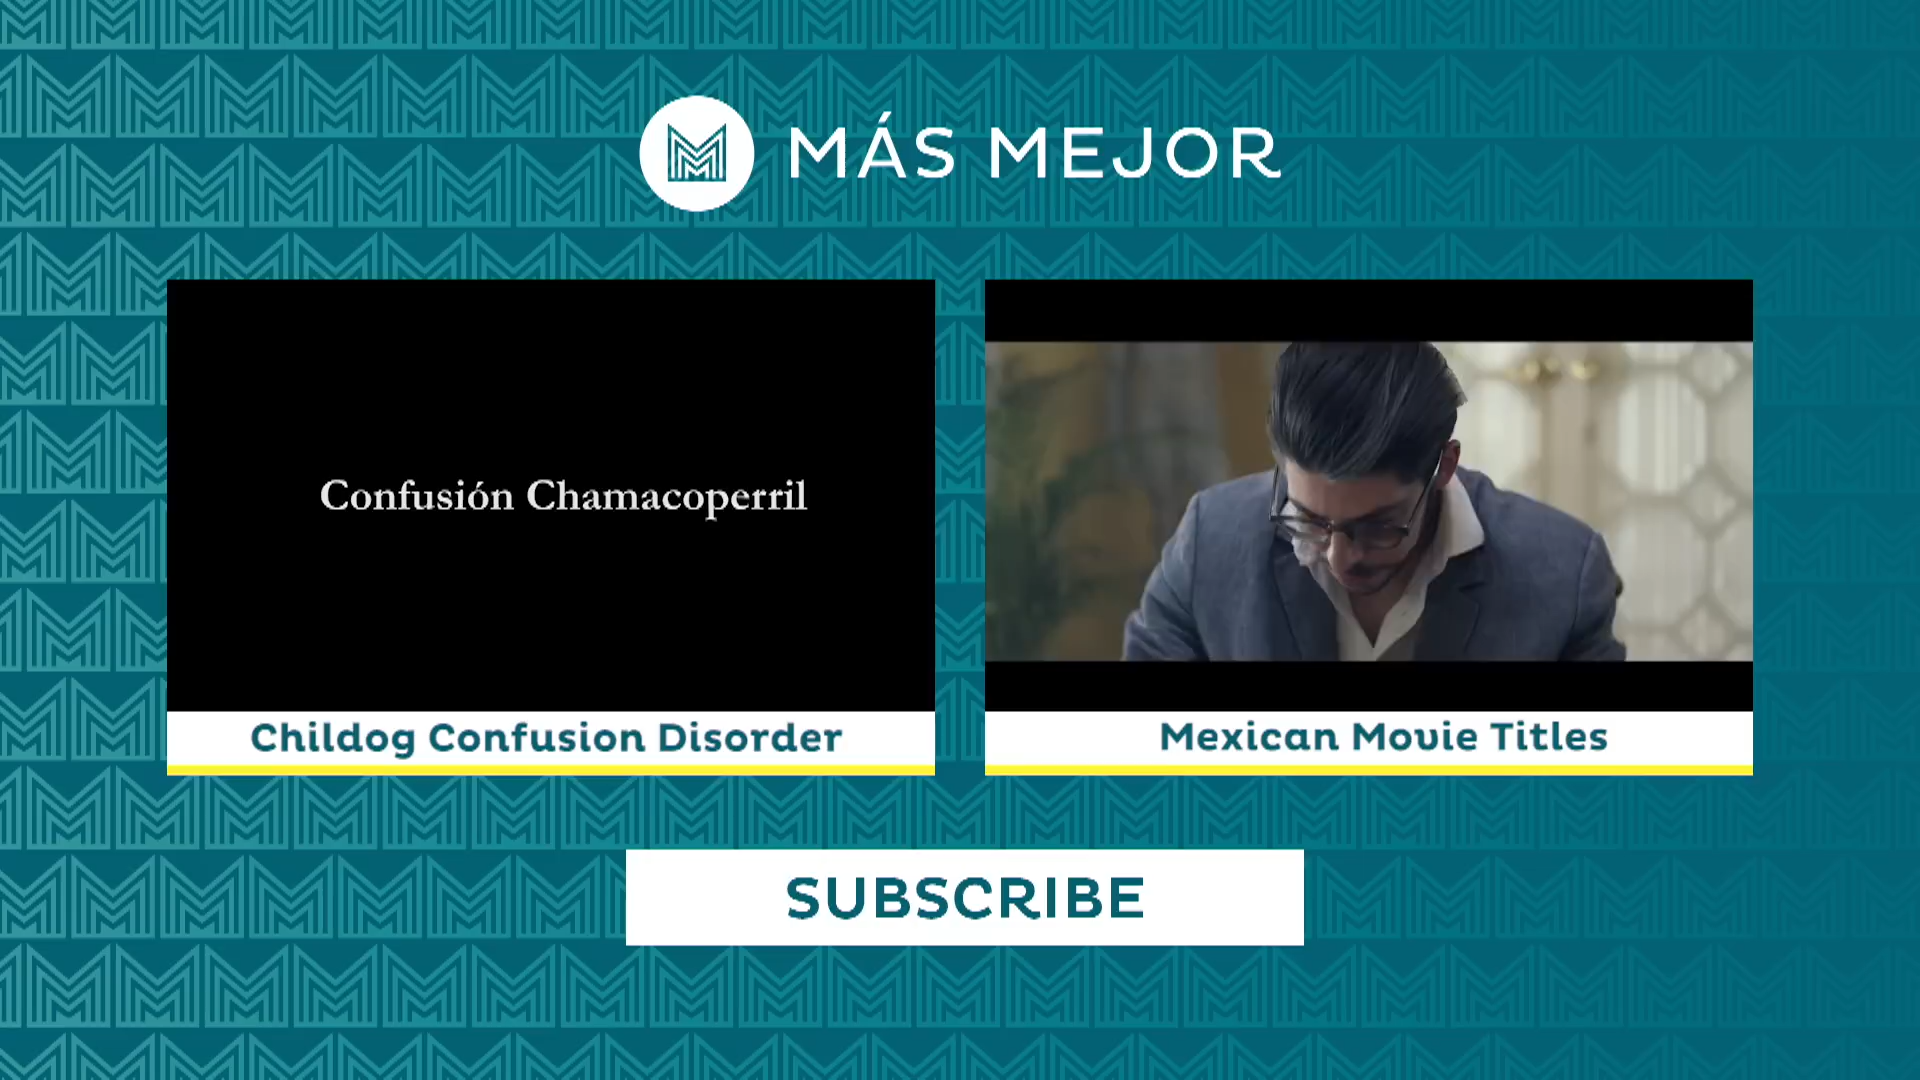 MÁS MEJOR
Confusión Chamacoperril
Childog Confusion Disorder
Mexican Movie Titles
SUBSCRIBE